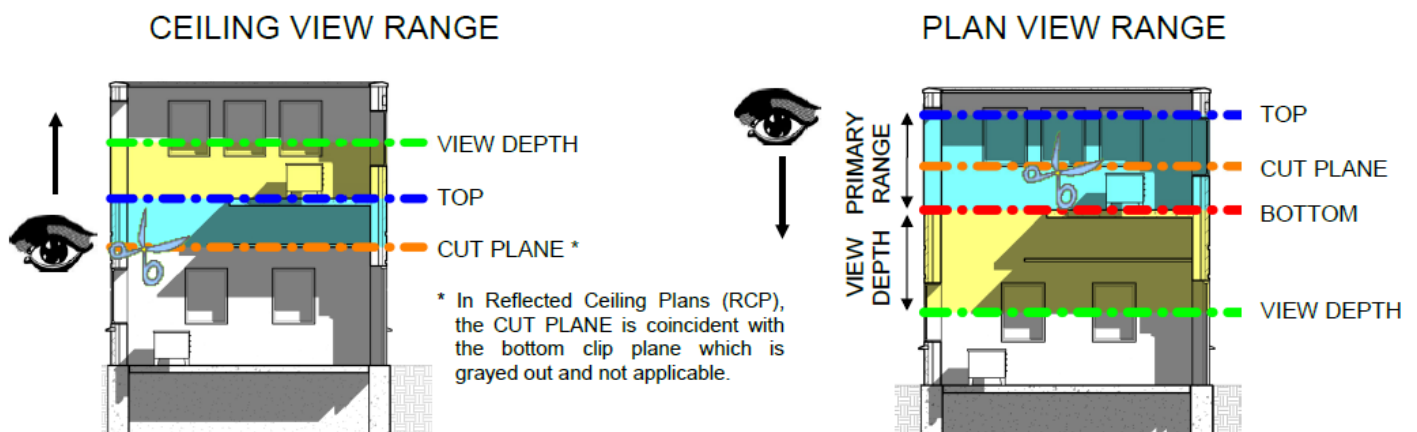 CEILING VIEW RANGE
VIEW DEPTH
TOP
CUT PLANE *
* In Reflected Ceiling Plans (RCP),
the CUT PLANE is coincident with
the bottom clip plane which is
grayed out and not applicable.
PLAN VIEW RANGE
PRIMARY
RANGE
VIEW
DEPTH
TOP
CUT PLANE
BOTTOM
VIEW DEPTH